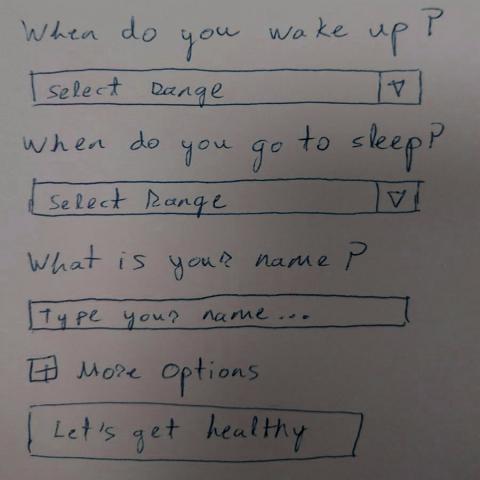 When do you wake up?
Select Range
When do you go to sleep?
Select Range
What is your name?
Type your name...
More Options
Let's get healthy